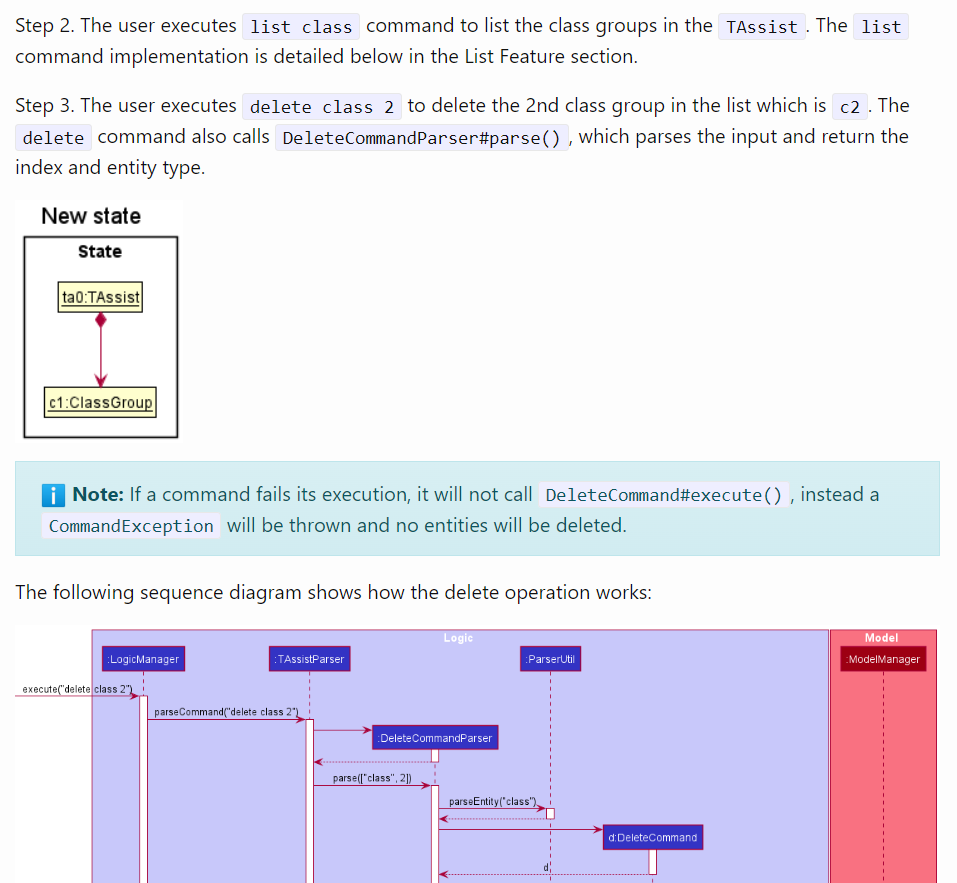 Step 2. The user executes list class command to list the class groups in the TAssist. The list
command implementation is detailed below in the List Feature section.
Step 3. The user executes delete class 2 to delete the 2nd class group in the list which is c2. The
delete command also calls DeleteCommandParser#parse(), which parses the input and return the
index and entity type.
New state
State
ta0:TAssist
c1:ClassGroup
Note: If a command fails its execution, it will not call DeleteCommand#execute(), instead a
CommandException will be thrown and no entities will be deleted.
The following sequence diagram shows how the delete operation works:
Logic
Model
:LogicManager
:TAssistParser
:ParserUtil
:ModelManager
execute("delete class 2")
parseCommand("delete class 2")
:DeleteCommandParser
parse(["class", 2])
parseEntity("class")
d:DeleteCommand
d